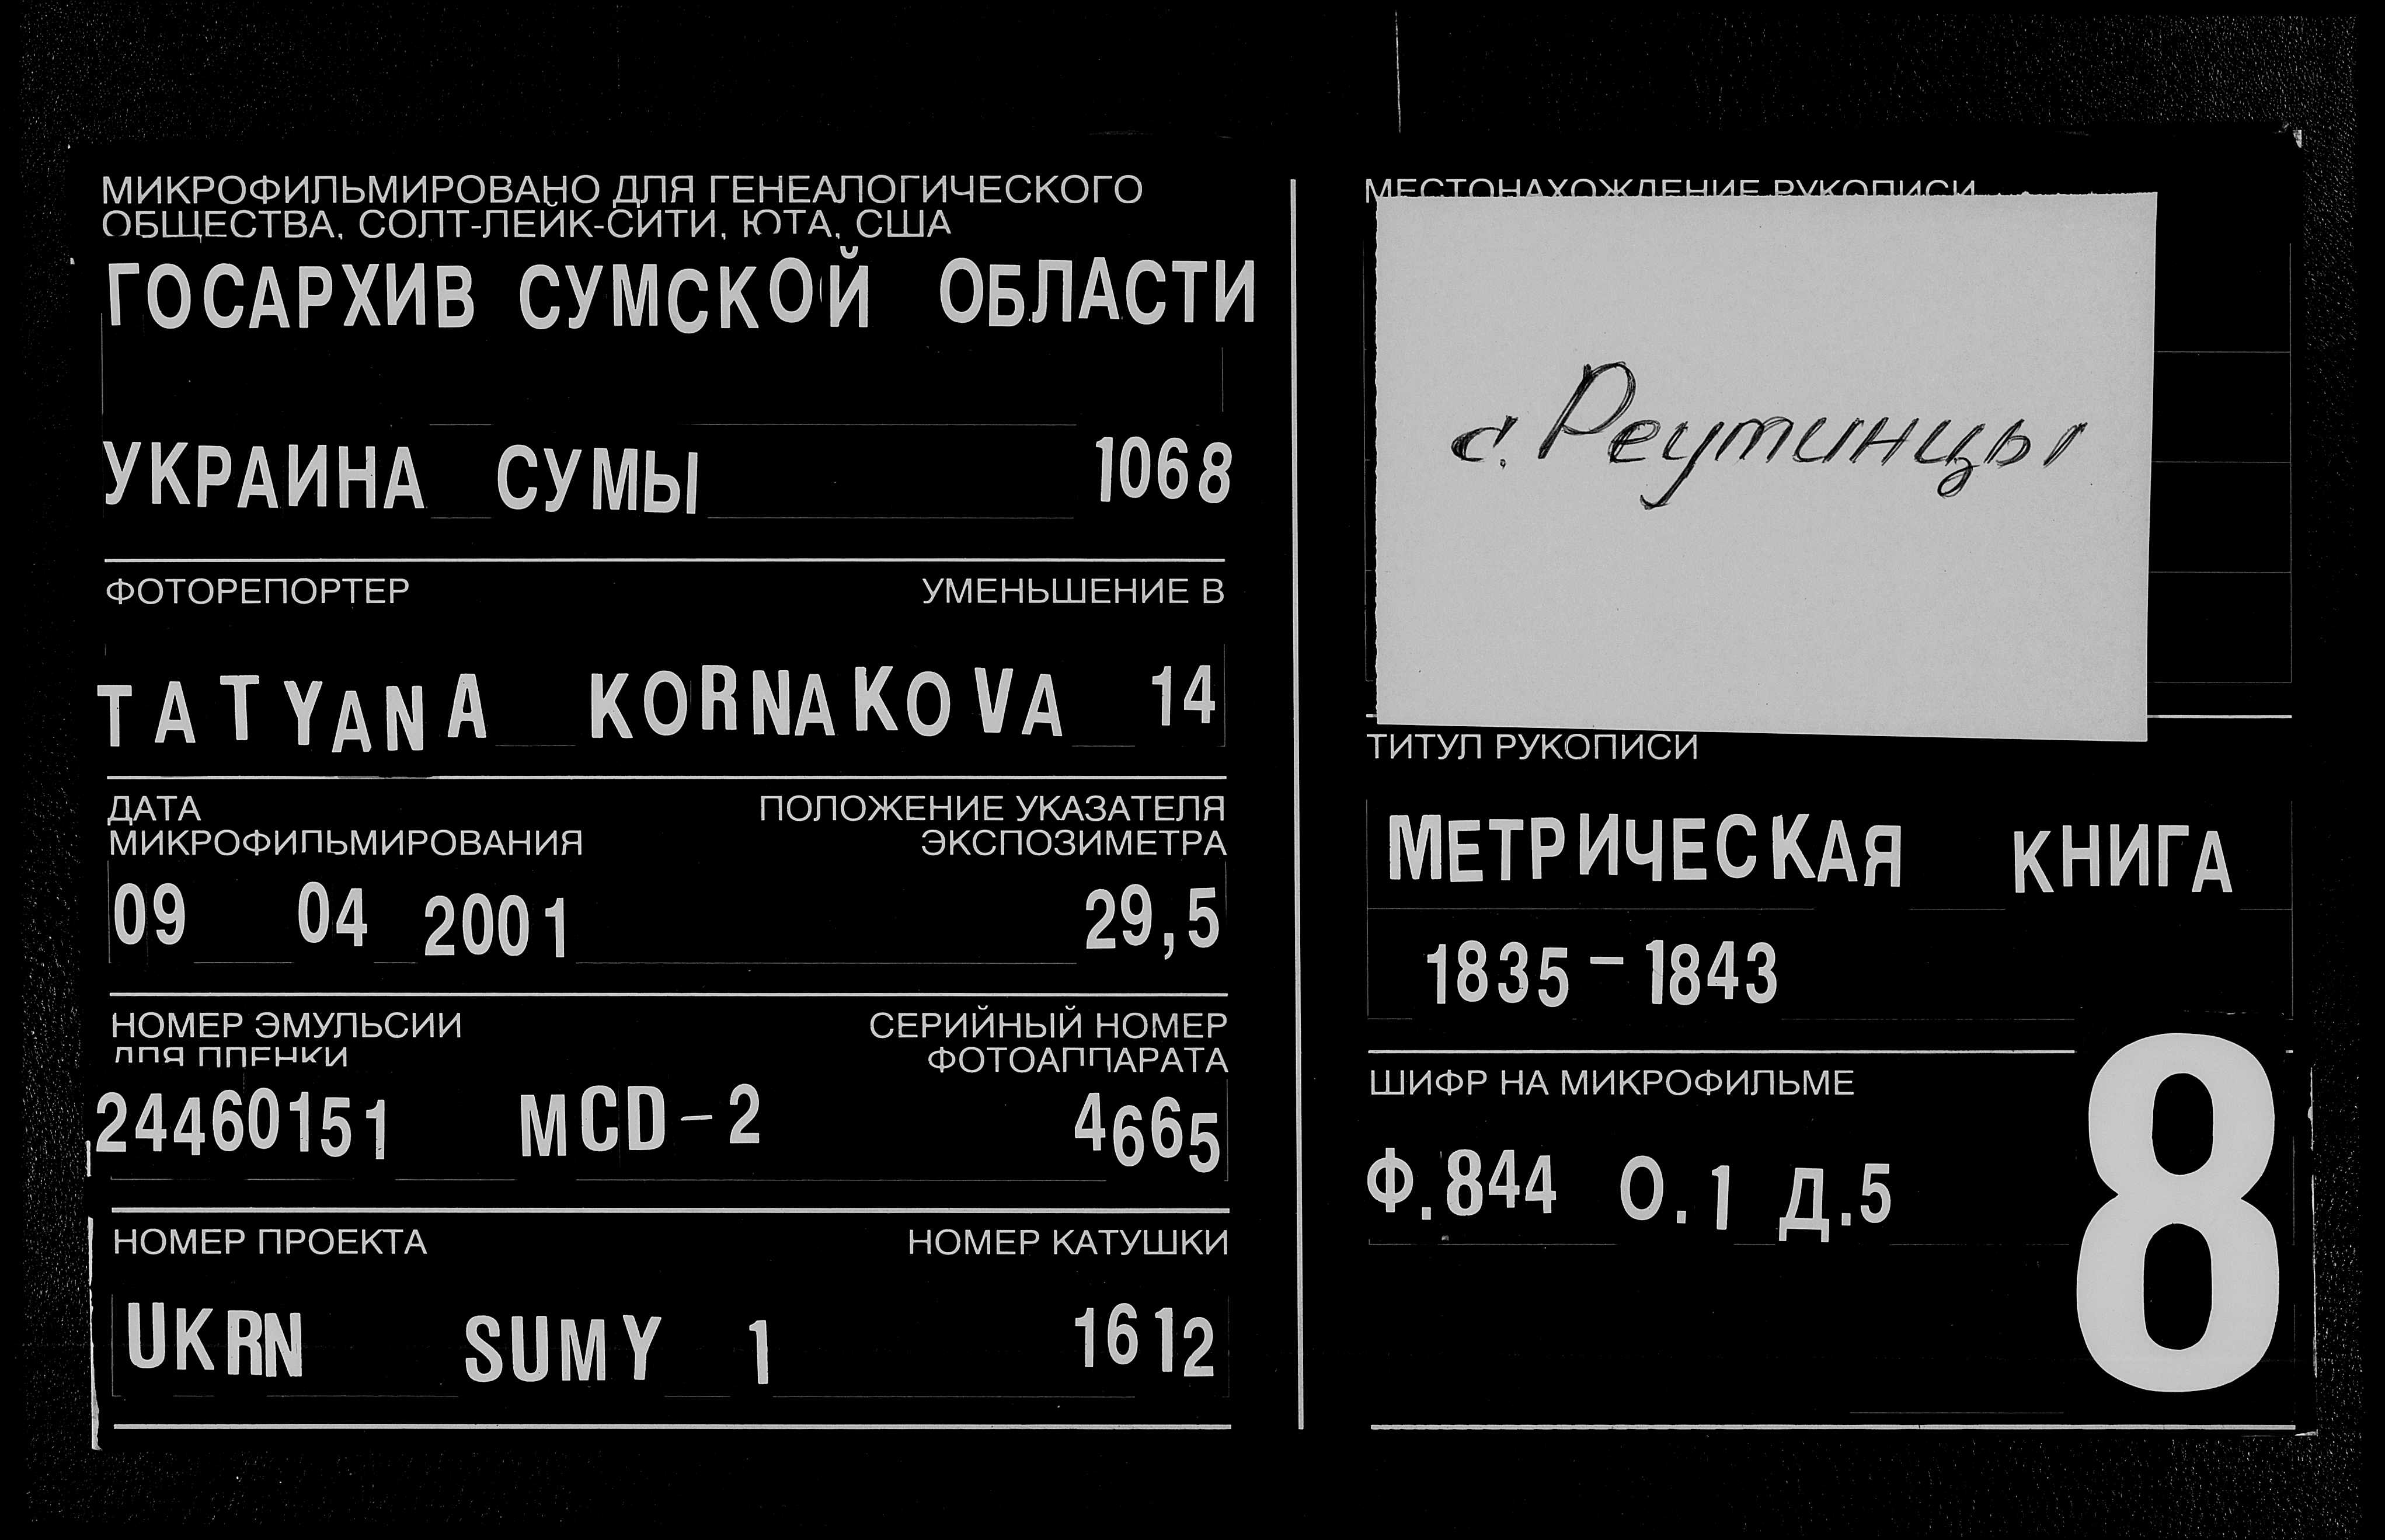 МИКРОФИЛЬМИРОВАНО ДЛЯ ГЕНЕАЛОГИЧЕСКОГО
ОБЩЕСТВА, СОЛТ-ЛЕЙК-СИТИ, ЮТА, США
ГОСАРХИВ СУМСКОЙ ОБЛАСТИ
УКРАИНА СУМЫ 1068
ФОТОРЕПОРТЕР УМЕНЬШЕНИЕ В
TATYANA KORNAKOVA 14
ДАТА ПОЛОЖЕНИЕ УКАЗАТЕЛЯ
МИКРОФИЛЬМИРОВАНИЯ ЭКСПОЗИМЕТРА
09 04 2001 29,5
НОМЕР ЭМУЛЬСИИ СЕРИЙНЫЙ НОМЕР
ДЛЯ ПЛЕНКИ ФОТОАППАРАТА
24460151 MCD-2 4665
НОМЕР ПРОЕКТА НОМЕР КАТУШКИ
UKRN SUMY 1 1612
МЕСТОНАХОЖДЕНИЕ РУКОПИСИ
с. Реутинцы
ТИТУЛ РУКОПИСИ
МЕТРИЧЕСКАЯ КНИГА
1835-1843
ШИФР НА МИКРОФИЛЬМЕ
Ф.844 О.1 Д.5
8